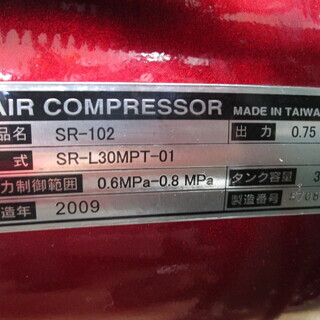 AIR COMPRESSOR MADE IN TAIWA
品名 SR-102 出力 0.75
式 SR-L30MPT-01
力制御範囲 0.6MPa-0.8 MPa タンク容量 3
造年 2009 製造番号